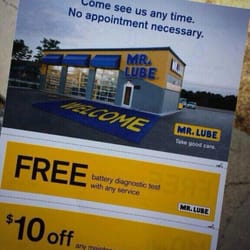 Come see us any time.
No appointment necessary.
MR. LUBE
WELCOME
MR. LUBE
Take good care.
FREE
battery diagnostic test
with any service
MR. LUBE
$10 off
any